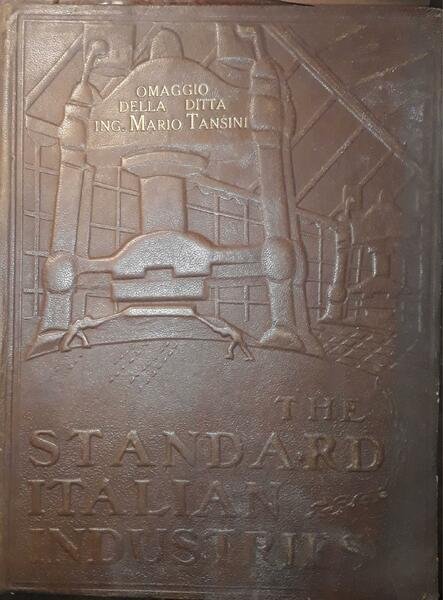 OMAGGIO
DELLA DITTA
ING. MARIO TANSINI
THE
STANDARD
ITALIAN
INDUSTRIES